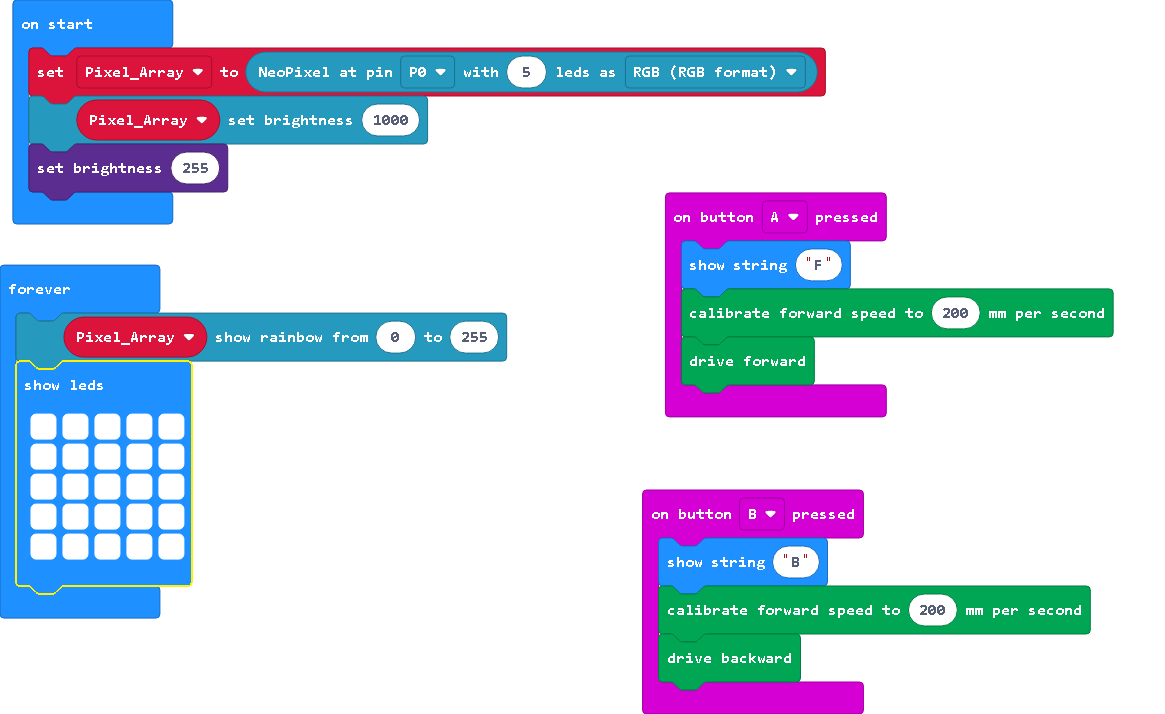 on start
set Pixel_Array to NeoPixel at pin P0 with 5 leds as RGB (RGB format)
Pixel_Array set brightness 1000
set brightness 255
on button A pressed
show string "F"
calibrate forward speed to 200 mm per second
drive forward
forever
Pixel_Array show rainbow from 0 to 255
show leds
on button B pressed
show string "B"
calibrate forward speed to 200 mm per second
drive backward